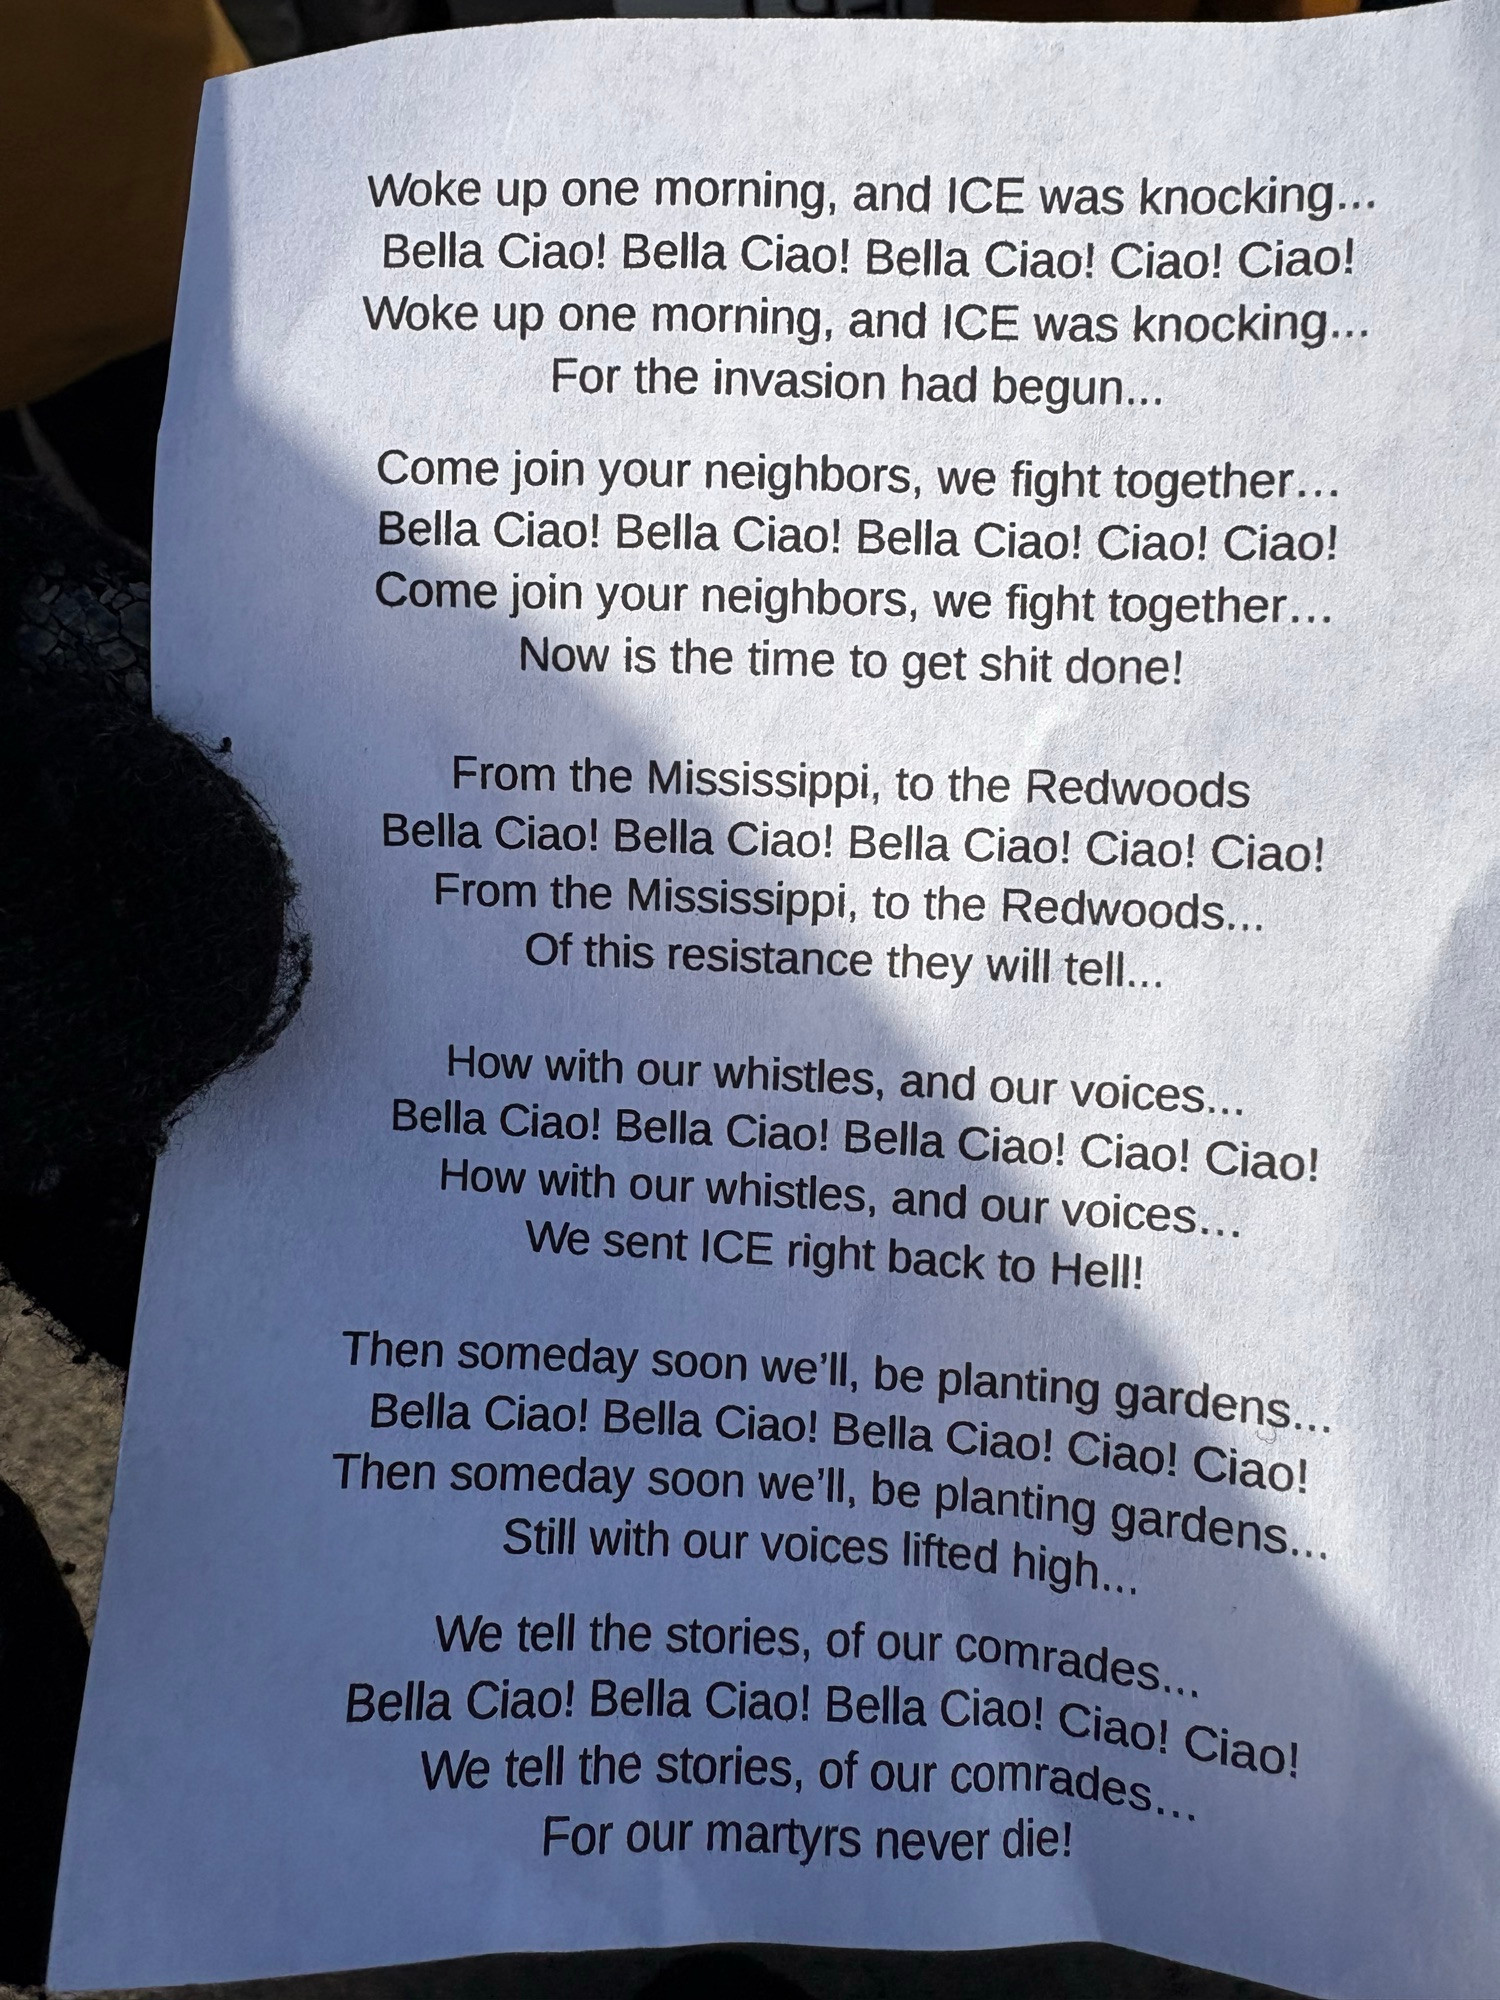 Woke up one morning, and ICE was knocking...
Bella Ciao! Bella Ciao! Bella Ciao! Ciao! Ciao!
Woke up one morning, and ICE was knocking...
For the invasion had begun...
Come join your neighbors, we fight together...
Bella Ciao! Bella Ciao! Bella Ciao! Ciao! Ciao!
Come join your neighbors, we fight together...
Now is the time to get shit done!
From the Mississippi, to the Redwoods
Bella Ciao! Bella Ciao! Bella Ciao! Ciao! Ciao!
From the Mississippi, to the Redwoods...
Of this resistance they will tell...
How with our whistles, and our voices...
Bella Ciao! Bella Ciao! Bella Ciao! Ciao! Ciao!
How with our whistles, and our voices...
We sent ICE right back to Hell!
Then someday soon we’ll, be planting gardens...
Bella Ciao! Bella Ciao! Bella Ciao! Ciao! Ciao!
Then someday soon we’ll, be planting gardens...
Still with our voices lifted high...
We tell the stories, of our comrades...
Bella Ciao! Bella Ciao! Bella Ciao! Ciao! Ciao!
We tell the stories, of our comrades...
For our martyrs never die!